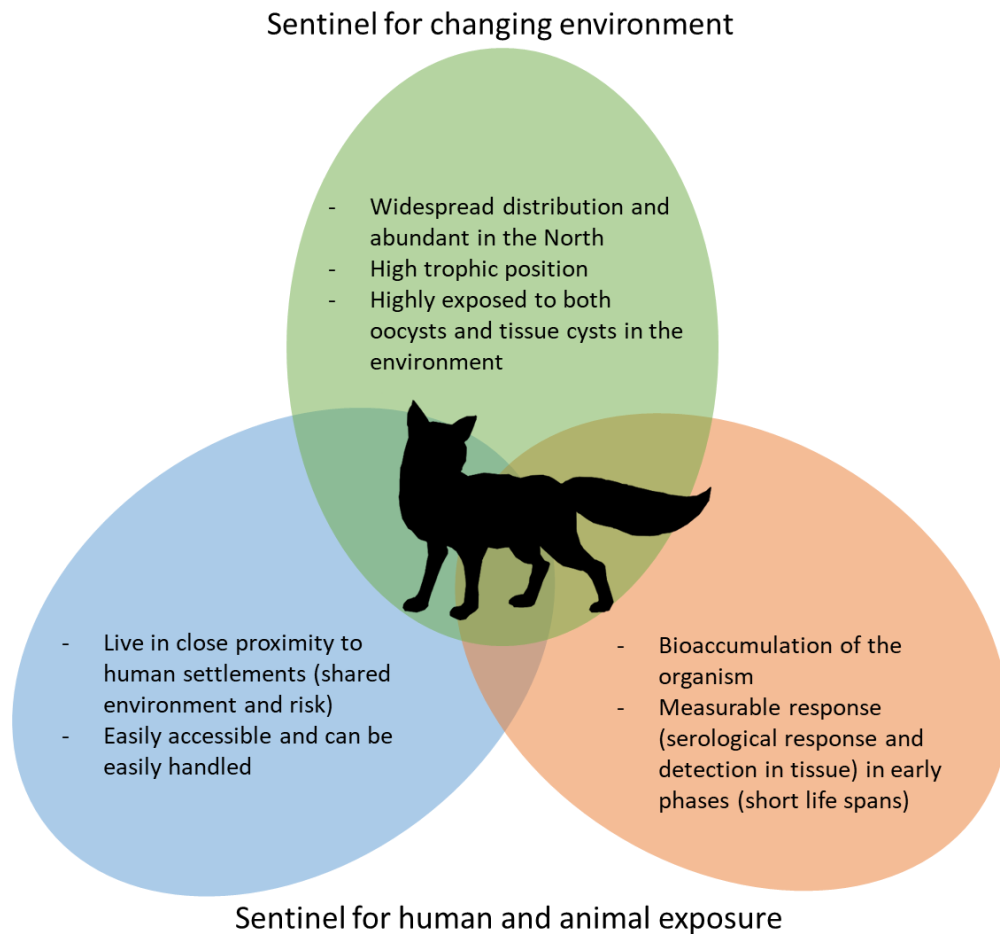 Sentinel for changing environment
- Widespread distribution and
abundant in the North
- High trophic position
- Highly exposed to both
oocysts and tissue cysts in the
environment
- Live in close proximity to
human settlements (shared
environment and risk)
- Easily accessible and can be
easily handled
- Bioaccumulation of the
organism
- Measurable response
(serological response and
detection in tissue) in early
phases (short life spans)
Sentinel for human and animal exposure